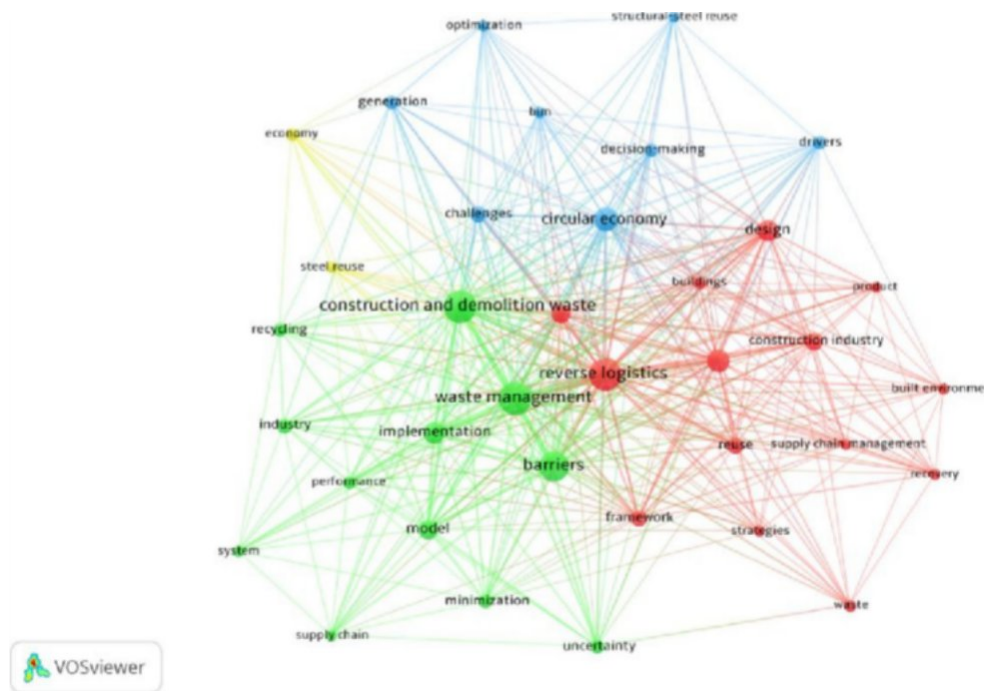 structural-steel reuse
optimization
generation
bim
economy
drivers
decision-making
challenges
circular economy
design
steel reuse
buildings
product
construction and demolition waste
recycling
construction industry
reverse logistics
built environme
waste management
industry
implementation
reuse
supply chain management
barriers
recovery
performance
framework
model
strategies
system
minimization
waste
supply chain
uncertainty
VOSviewer